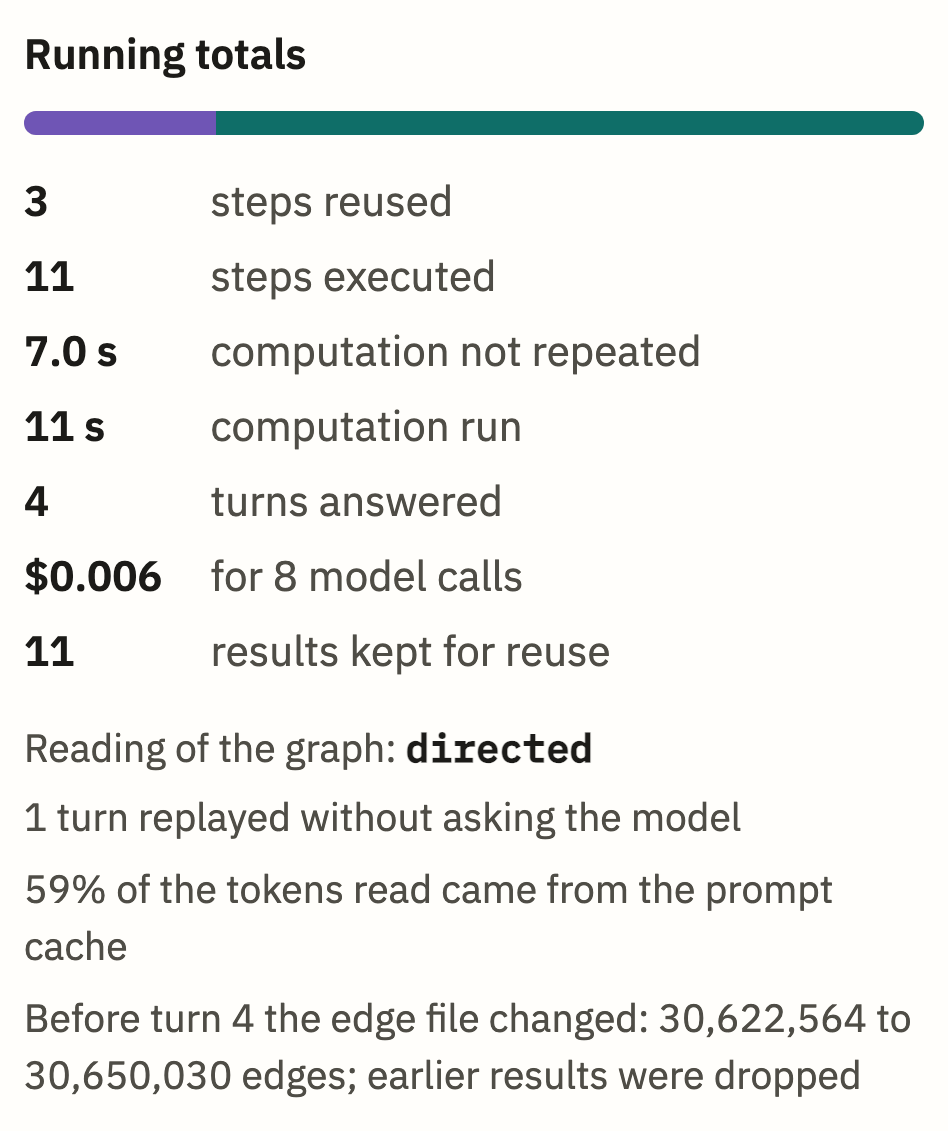 Running totals
3 steps reused
11 steps executed
7.0 s computation not repeated
11 s computation run
4 turns answered
$0.006 for 8 model calls
11 results kept for reuse
Reading of the graph: directed
1 turn replayed without asking the model
59% of the tokens read came from the prompt
cache
Before turn 4 the edge file changed: 30,622,564 to
30,650,030 edges; earlier results were dropped